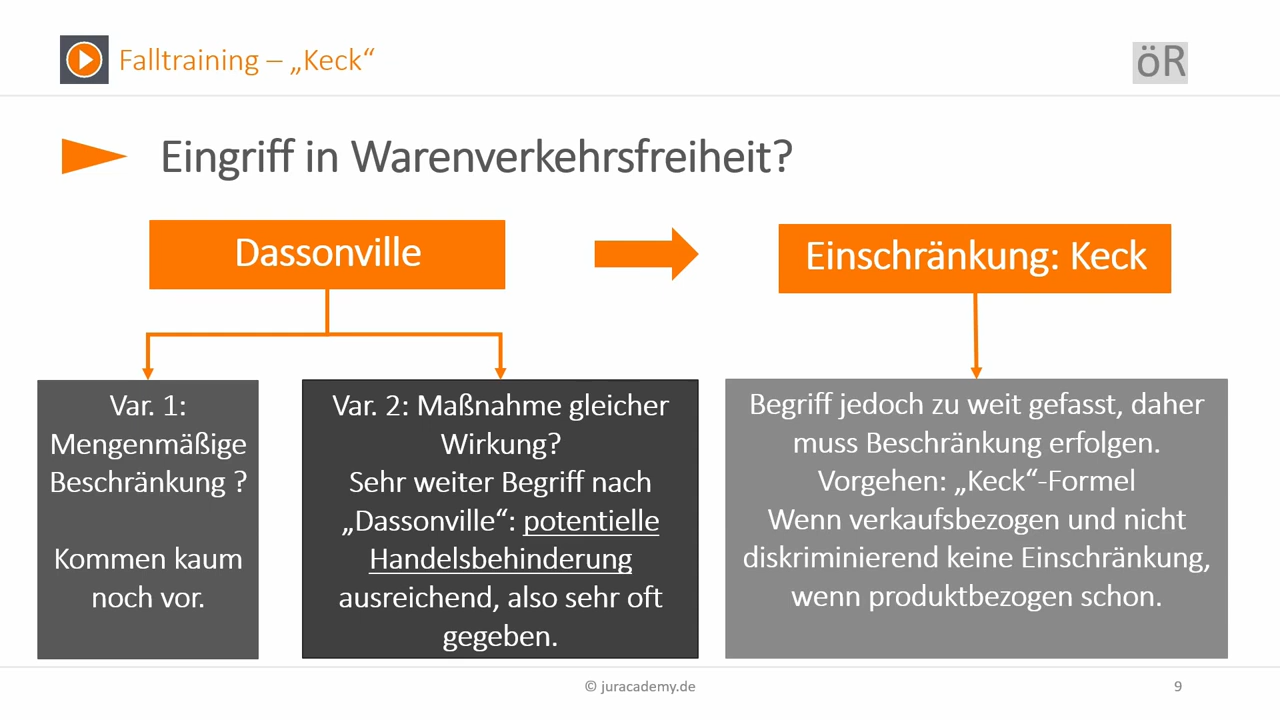 Falltraining – „Keck“
öR
Eingriff in Warenverkehrsfreiheit?
Dassonville
Einschränkung: Keck
Var. 1:
Mengenmäßige
Beschränkung ?
Kommen kaum
noch vor.
Var. 2: Maßnahme gleicher
Wirkung?
Sehr weiter Begriff nach
„Dassonville“: potentielle
Handelsbehinderung
ausreichend, also sehr oft
gegeben.
Begriff jedoch zu weit gefasst, daher
muss Beschränkung erfolgen.
Vorgehen: „Keck“-Formel
Wenn verkaufsbezogen und nicht
diskriminierend keine Einschränkung,
wenn produktbezogen schon.
© juracademy.de
9